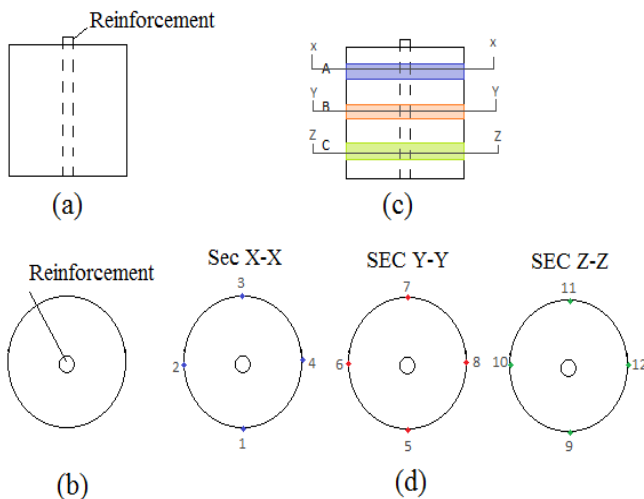 Reinforcement
(a)
x x
A
Y Y
B
Z Z
C
(c)
Reinforcement
(b)
Sec X-X
3
2 4
1
SEC Y-Y
7
6 8
5
SEC Z-Z
11
10 12
9
(d)